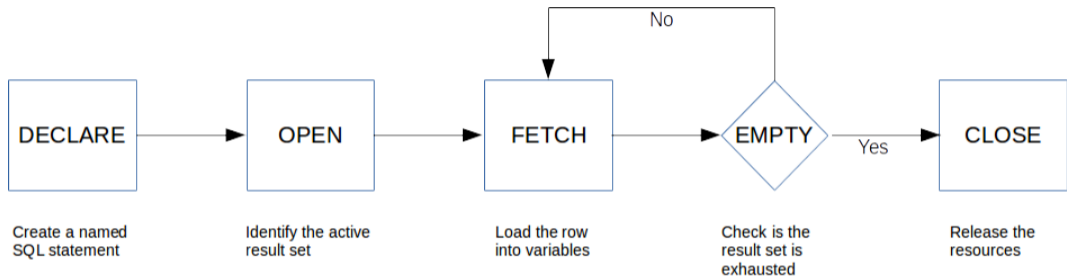 No
DECLARE
OPEN
FETCH
EMPTY
Yes
CLOSE
Create a named
SQL statement
Identify the active
result set
Load the row
into variables
Check is the
result set is
exhausted
Release the
resources